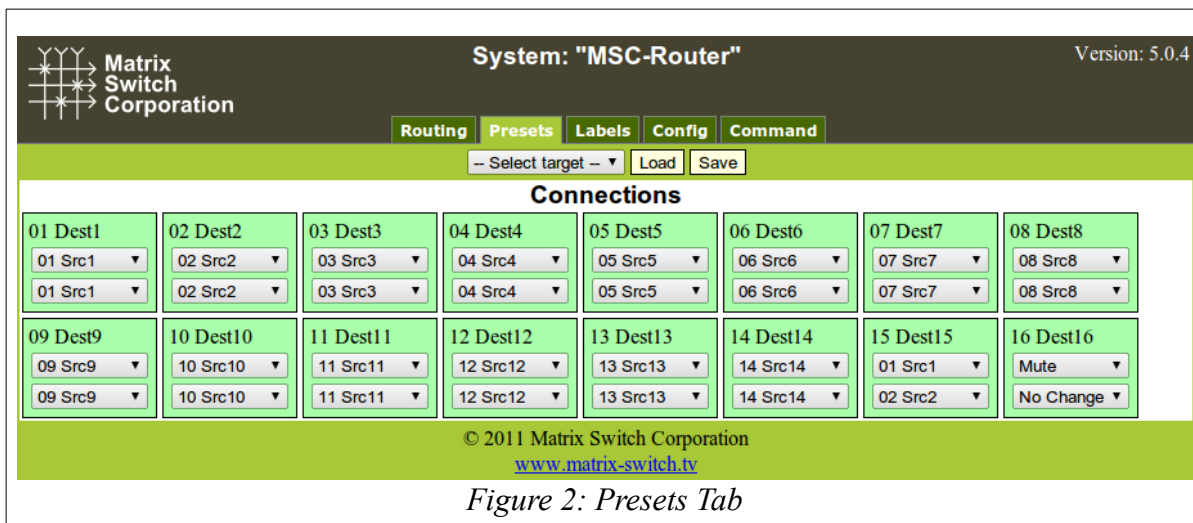 Matrix
Switch
Corporation
System: "MSC-Router"
Version: 5.0.4
Routing Presets Labels Config Command
-- Select target -- Load Save
Connections
01 Dest1 02 Dest2 03 Dest3 04 Dest4 05 Dest5 06 Dest6 07 Dest7 08 Dest8
01 Src1 02 Src2 03 Src3 04 Src4 05 Src5 06 Src6 07 Src7 08 Src8
01 Src1 02 Src2 03 Src3 04 Src4 05 Src5 06 Src6 07 Src7 08 Src8
09 Dest9 10 Dest10 11 Dest11 12 Dest12 13 Dest13 14 Dest14 15 Dest15 16 Dest16
09 Src9 10 Src10 11 Src11 12 Src12 13 Src13 14 Src14 01 Src1 Mute
09 Src9 10 Src10 11 Src11 12 Src12 13 Src13 14 Src14 02 Src2 No Change
© 2011 Matrix Switch Corporation
www.matrix-switch.tv
Figure 2: Presets Tab